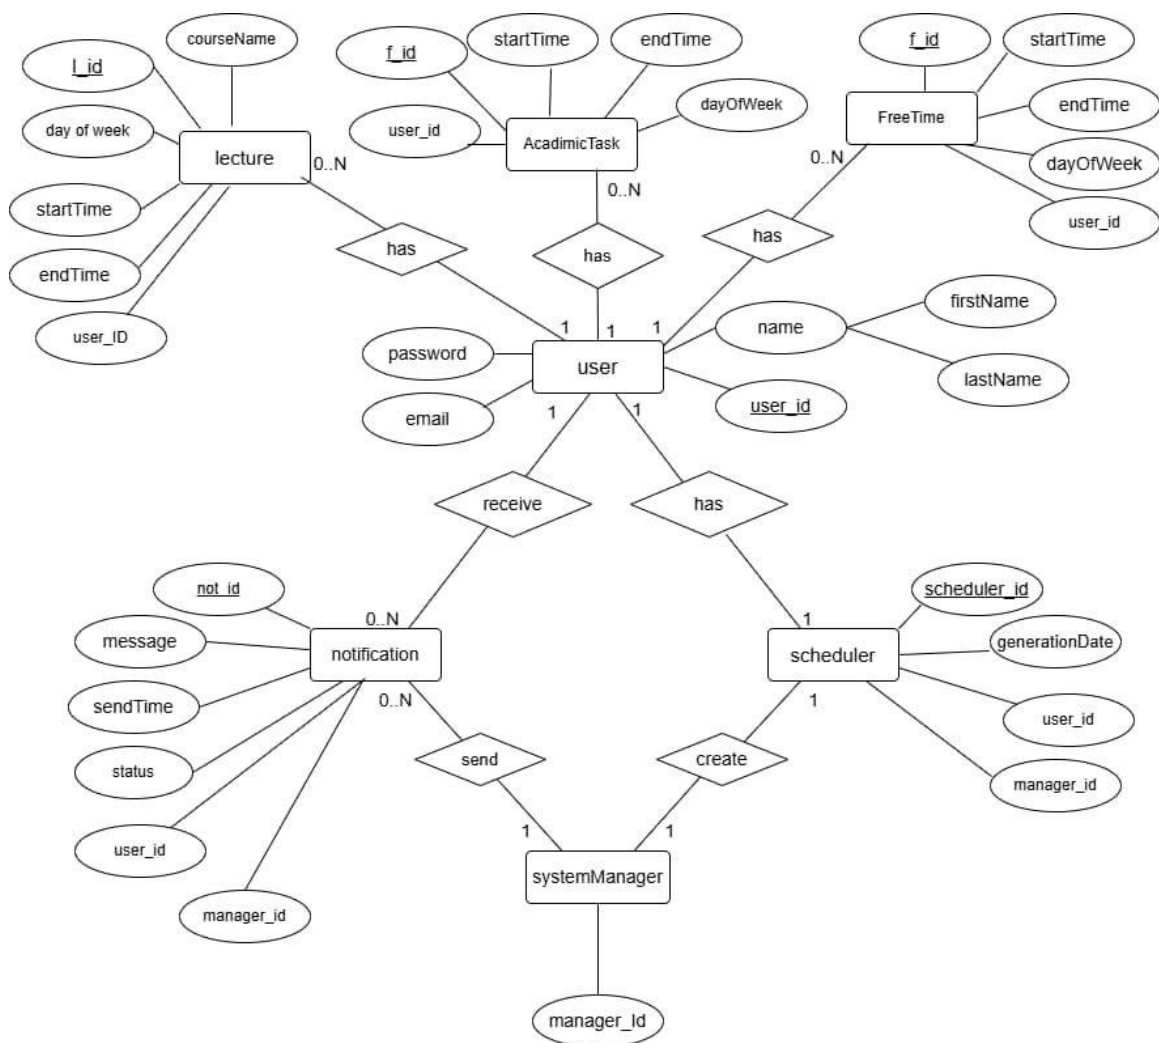 courseName
l_id
day of week
lecture
0..N
startTime
endTime
user_ID
has
f_id
startTime
endTime
user_id
dayOfWeek
AcadimicTask
0..N
has
f_id
startTime
FreeTime
endTime
0..N
dayOfWeek
user_id
has
1
1
1
password
user
name
firstName
lastName
email
user_id
1
1
receive
has
not_id
0..N
message
notification
sendTime
0..N
status
user_id
manager_id
send
1
scheduler_id
1
generationDate
scheduler
1
user_id
manager_id
create
1
systemManager
manager_Id